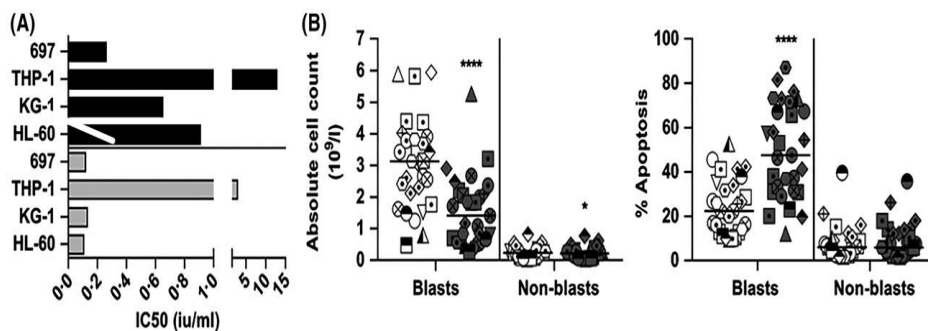 (A)
697
THP-1
KG-1
HL-60
697
THP-1
KG-1
HL-60
0·0
0·2
0·4
0·6
0·8
1·0
5
10
15
IC50 (iu/ml)
(B)
Absolute cell count
(10⁹/l)
7
6
5
4
3
2
1
0
****
*
Blasts
Non-blasts
% Apoptosis
100
80
60
40
20
0
****
Blasts
Non-blasts